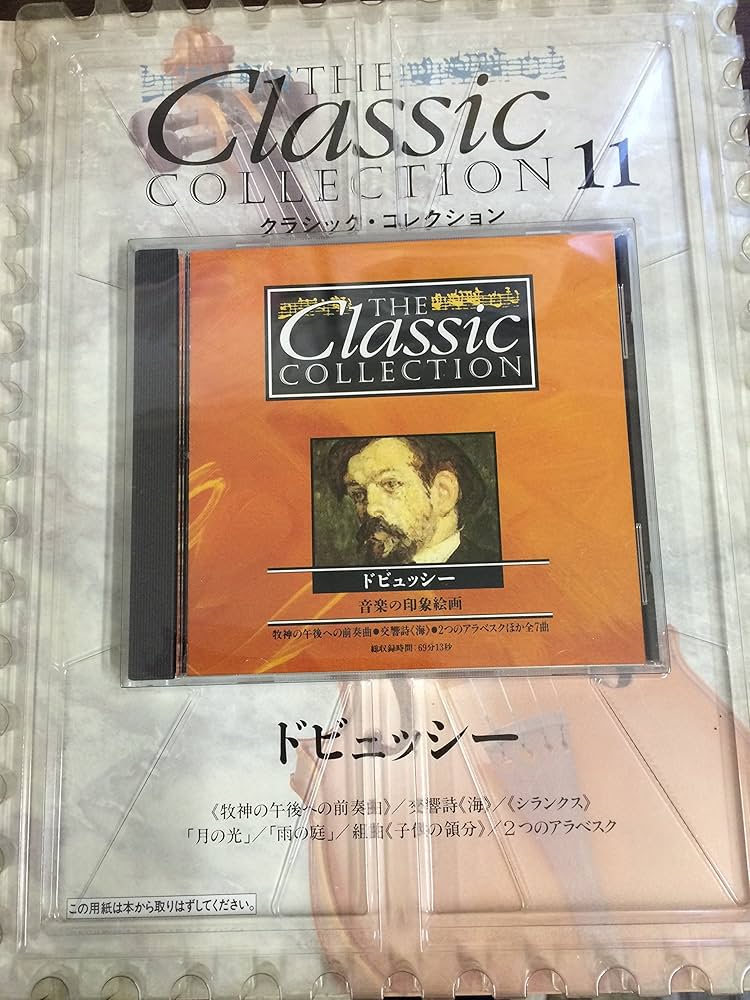 THE
Classic
COLLECTION 11
クラシック・コレクション
THE
Classic
COLLECTION
ドビュッシー
音楽の印象絵画
牧神の午後への前奏曲●交響詩《海》●2つのアラベスクほか全7曲
総収録時間:69分13秒
ドビュッシー
《牧神の午後への前奏曲》／交響詩《海》／《シランクス》
「月の光」／「雨の庭」／組曲《子供の領分》／2つのアラベスク
この用紙は本から取りはずしてください。